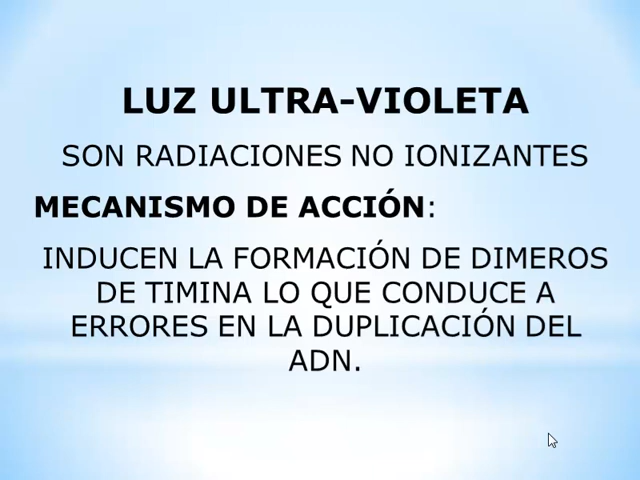 LUZ ULTRA-VIOLETA
SON RADIACIONES NO IONIZANTES
MECANISMO DE ACCIÓN:
INDUCEN LA FORMACIÓN DE DIMEROS
DE TIMINA LO QUE CONDUCE A
ERRORES EN LA DUPLICACIÓN DEL
ADN.